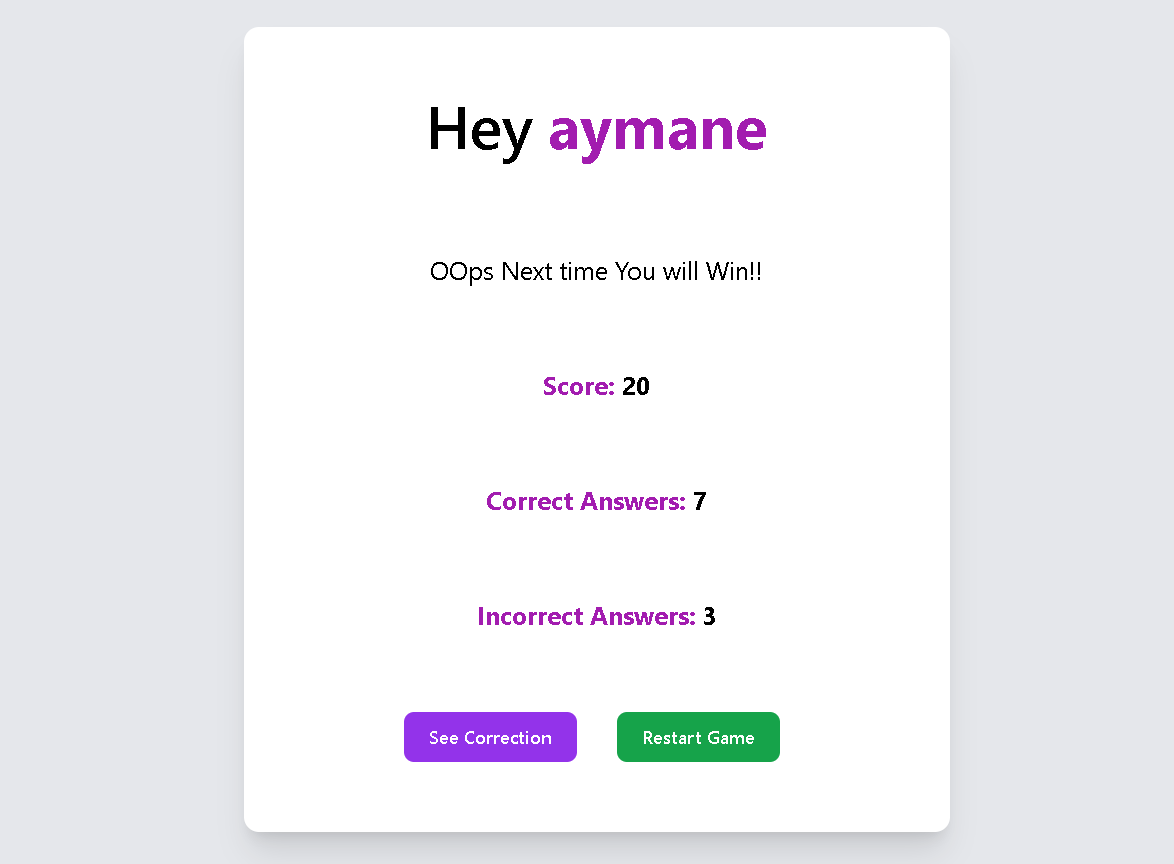 Hey aymane
OOps Next time You will Win!!
Score: 20
Correct Answers: 7
Incorrect Answers: 3
See Correction
Restart Game